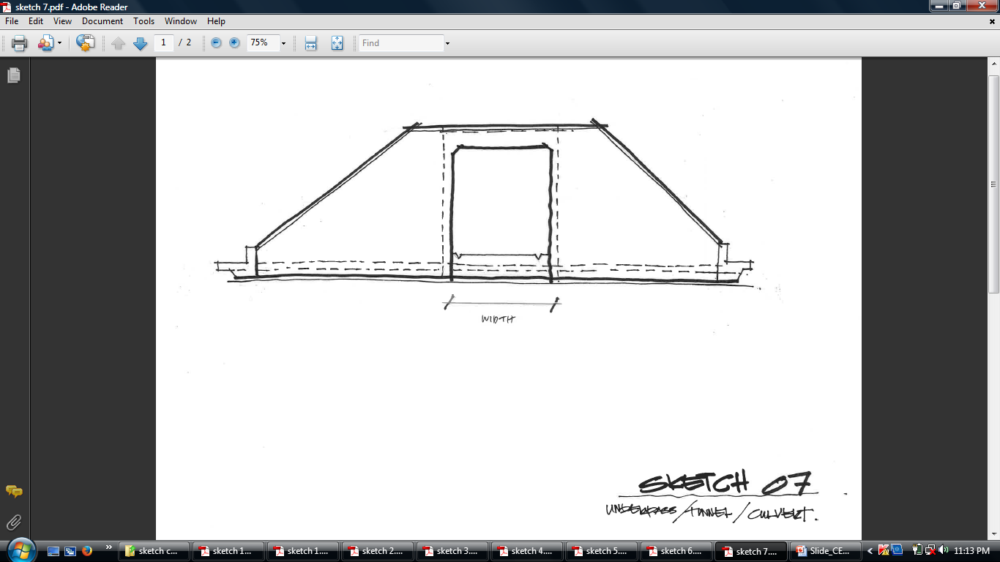 sketch 7.pdf - Adobe Reader
File Edit View Document Tools Window Help
1 / 2 75% Find
WIDTH
SKETCH 07
UNDERPASS/TUNNEL/CULVERT.
sketch c... sketch 1.... sketch 1.... sketch 2.... sketch 3.... sketch 4.... sketch 5.... sketch 6.... sketch 7.... Slide_CE... 11:13 PM